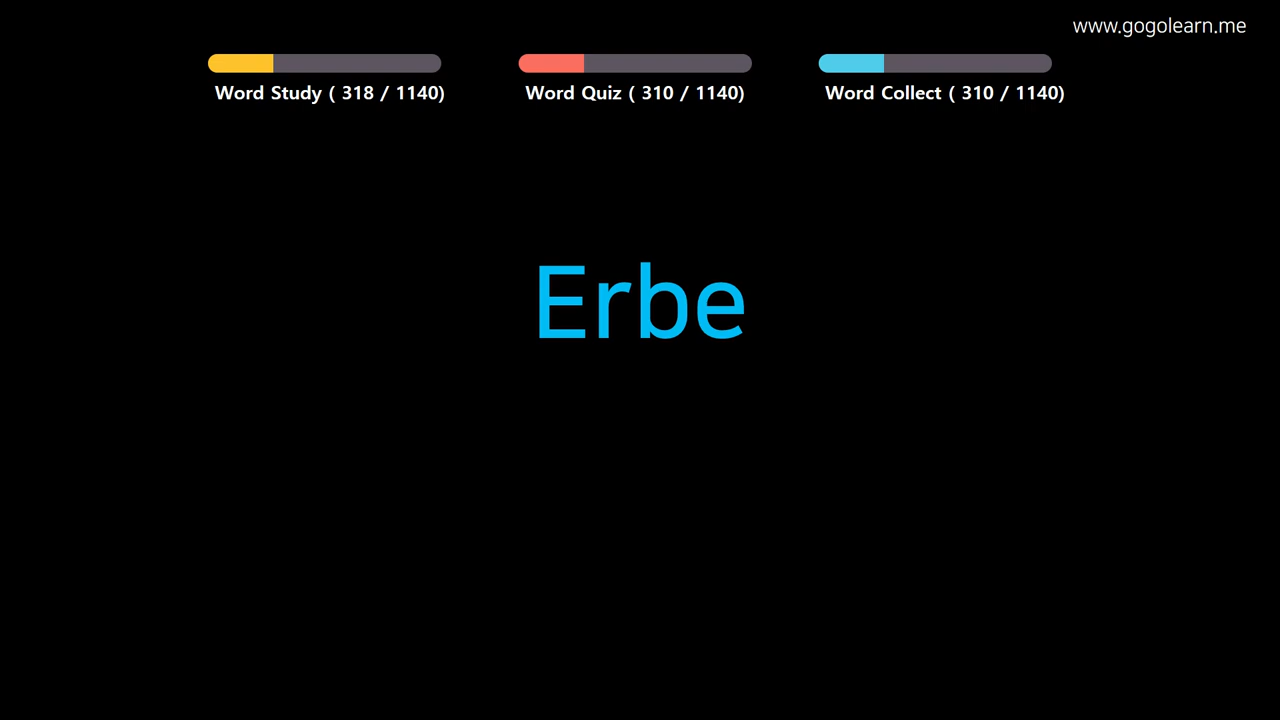 www.gogolearn.me
Word Study ( 318 / 1140)
Word Quiz ( 310 / 1140)
Word Collect ( 310 / 1140)
Erbe